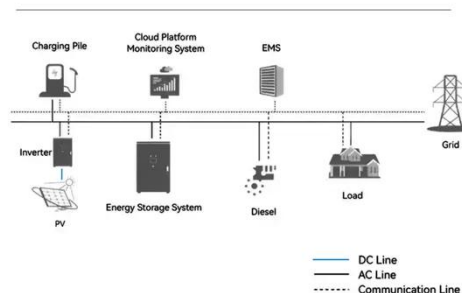 Charging Pile
Cloud Platform
Monitoring System
EMS
Grid
Inverter
PV
Energy Storage System
Diesel
Load
DC Line
AC Line
Communication Line